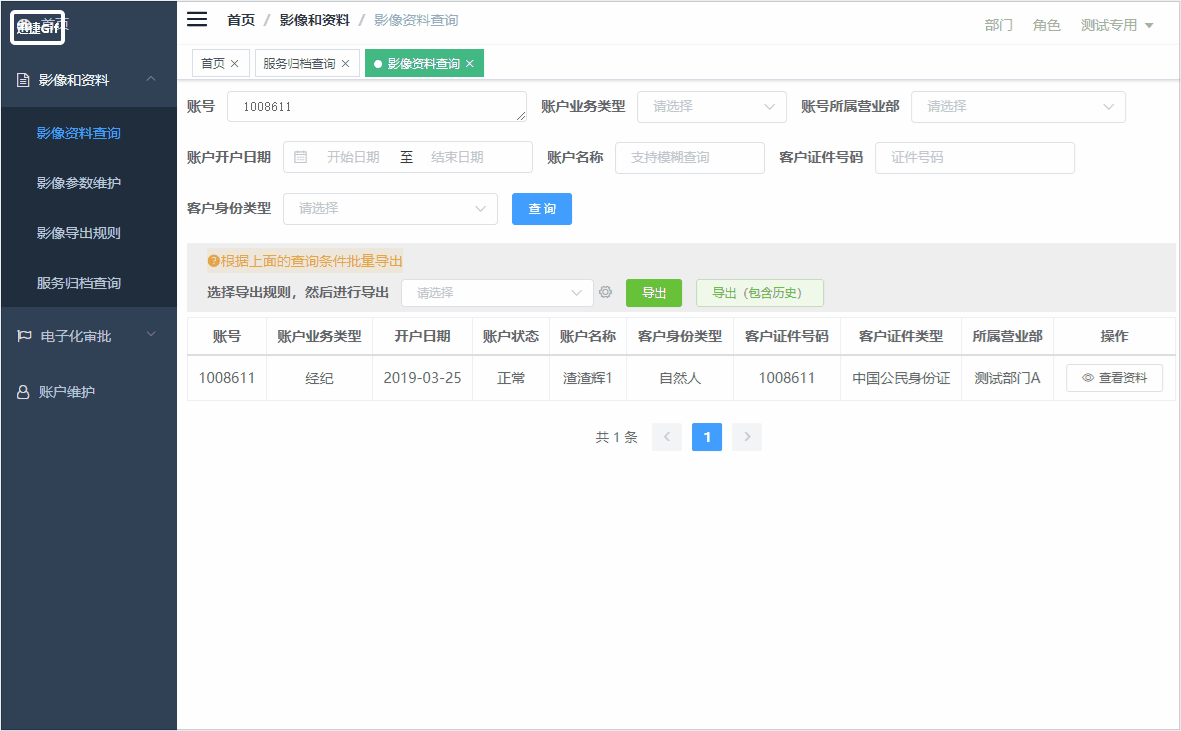 迅捷Gif
首页
影像和资料
影像资料查询
影像参数维护
影像导出规则
服务归档查询
电子化审批
账户维护
首页 / 影像和资料 / 影像资料查询
部门 角色 测试专用
首页 × 服务归档查询 × 影像资料查询 ×
账号 1008611 账户业务类型 请选择 账号所属营业部 请选择
账户开户日期 开始日期 至 结束日期 账户名称 支持模糊查询 客户证件号码 证件号码
客户身份类型 请选择 查询
根据上面的查询条件批量导出
选择导出规则，然后进行导出 请选择 导出 导出（包含历史）
账号 账户业务类型 开户日期 账户状态 账户名称 客户身份类型 客户证件号码 客户证件类型 所属营业部 操作
1008611 经纪 2019-03-25 正常 渣渣辉1 自然人 1008611 中国公民身份证 测试部门A 查看资料
共 1 条 < 1 >